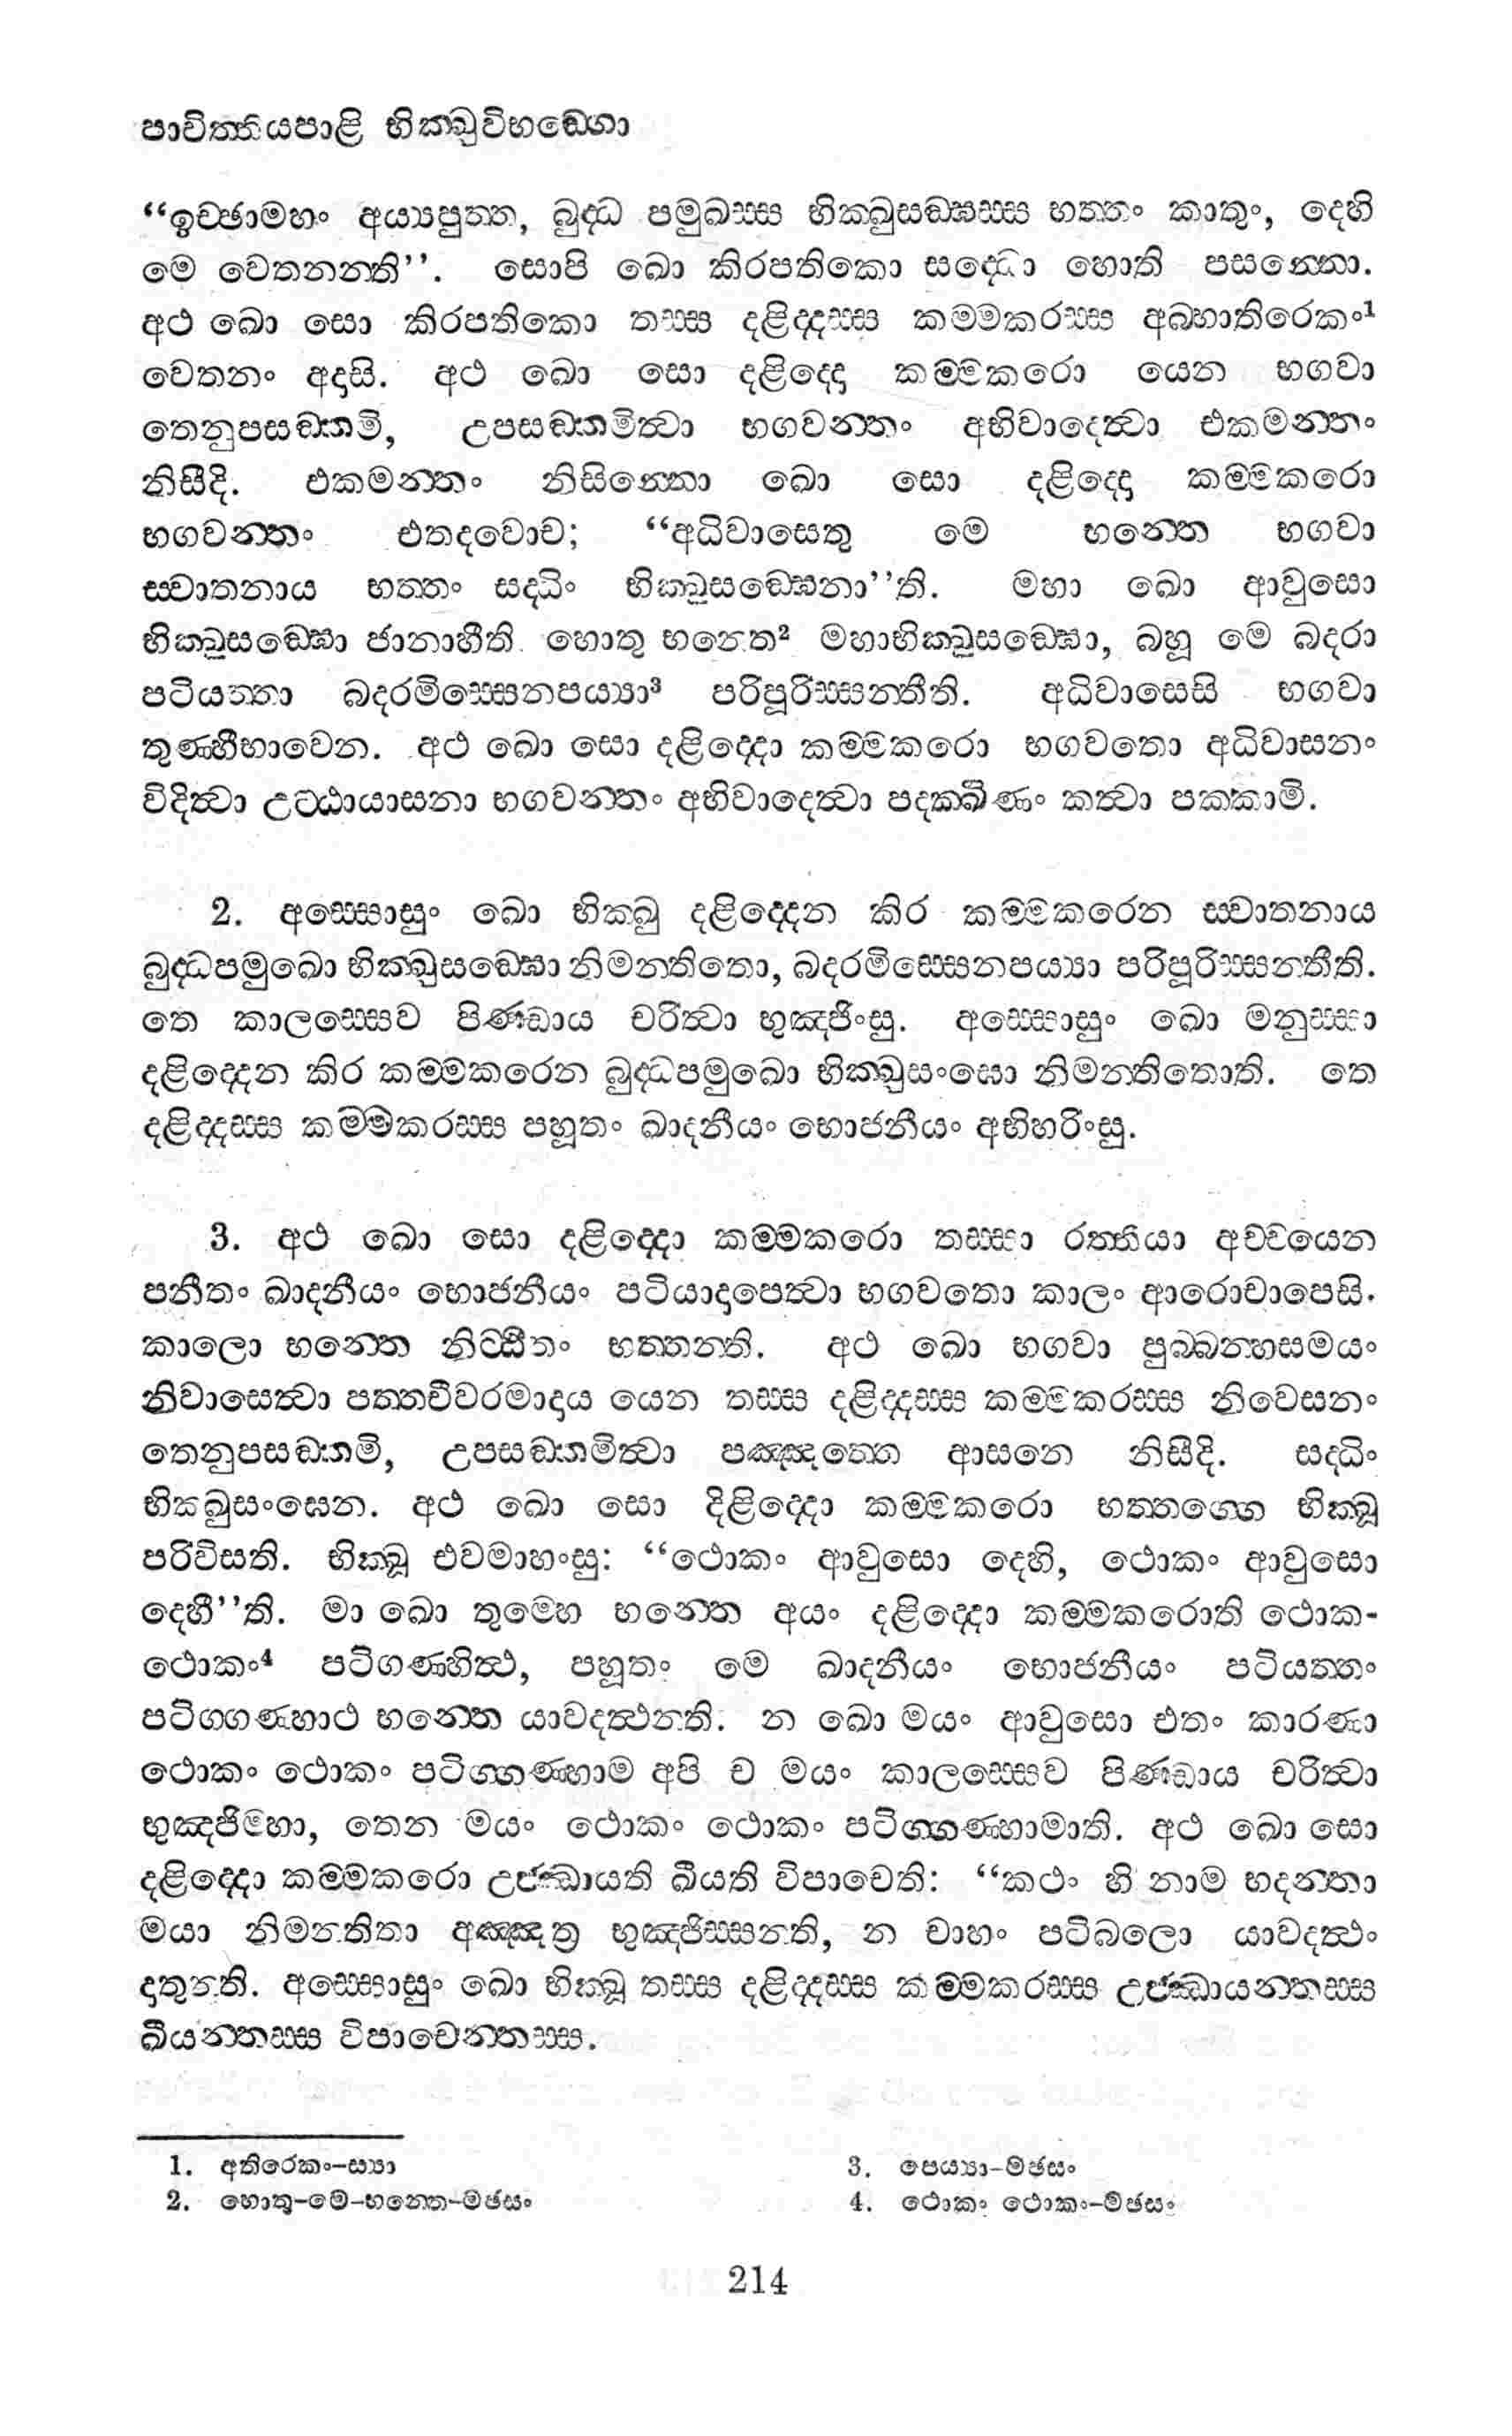 පාචිත්තියපාළි භික්ඛුවිභඞ්ගො
“ඉච්ඡාමහං අය්‍යපුත්ත, බුද්ධ පමුඛස්ස භික්ඛුසඞ්ඝස්ස භත්තං කාතුං, දෙහි
මෙ වෙතනන්ති’’. සොපි ඛො කිරපතිකො සද්ධො හොති පසන්නො.
අථ ඛො සො කිරපතිකො තස්ස දළිද්දස්ස කම්මකරස්ස අබ්භාතිරෙකං1
වෙතනං අදාසි. අථ ඛො සො දළිද්දො කම්මකරො යෙන භගවා
තෙනුපසඞ්කමි, උපසඞ්කමිත්වා භගවන්තං අභිවාදෙත්වා එකමන්තං
නිසීදි. එකමන්තං නිසින්නො ඛො සො දළිද්දො කම්මකරො
භගවන්තං එතදවොච; “අධිවාසෙතු මෙ භන්තෙ භගවා
ස්වාතනාය භත්තං සද්ධිං භික්ඛුසඞ්ඝෙනා’’ති. මහා ඛො ආවුසො
භික්ඛුසඞ්ඝො ජානාහීති. හොතු භන්තෙ2 මහාභික්ඛුසඞ්ඝො, බහූ මෙ බදරා
පටියත්තා බදරමිස්සෙනපය්‍යා3 පරිපූරිස්සන්තීති. අධිවාසෙසි භගවා
තුණ්හීභාවෙන. අථ ඛො සො දළිද්දො කම්මකරො භගවතො අධිවාසනං
විදිත්වා උට්ඨායාසනා භගවන්තං අභිවාදෙත්වා පදක්ඛිණං කත්වා පක්කාමි.
2. අස්සොසුං ඛො භික්ඛු දළිද්දෙන කිර කම්මකරෙන ස්වාතනාය
බුද්ධපමුඛො භික්ඛුසඞ්ඝො නිමන්තිතො, බදරමිස්සෙනපය්‍යා පරිපූරිස්සන්තීති.
තෙ කාලස්සෙව පිණ්ඩාය චරිත්වා භුඤ්ජිංසු. අස්සොසුං ඛො මනුස්සා
දළිද්දෙන කිර කම්මකරෙන බුද්ධපමුඛො භික්ඛුසංඝො නිමන්තිතොති. තෙ
දළිද්දස්ස කම්මකරස්ස පහූතං ඛාදනීයං භොජනීයං අභිහරිංසු.
3. අථ ඛො සො දළිද්දො කම්මකරො තස්සා රත්තියා අච්චයෙන
පනීතං ඛාදනීයං භොජනීයං පටියාදාපෙත්වා භගවතො කාලං ආරොචාපෙසි.
කාලො භන්තෙ නිට්ඨිතං භත්තන්ති. අථ ඛො භගවා පුබ්බන්හසමයං
නිවාසෙත්වා පත්තචීවරමාදාය යෙන තස්ස දළිද්දස්ස කම්මකරස්ස නිවෙසනං
තෙනුපසඞ්කමි, උපසඞ්කමිත්වා පඤ්ඤත්තෙ ආසනෙ නිසීදි. සද්ධිං
භික්ඛුසංඝෙන. අථ ඛො සො දිළිද්දො කම්මකරො භත්තග්ගෙ භික්ඛූ
පරිවිසති. භික්ඛූ එවමාහංසු: “ථොකං ආවුසො දෙහි, ථොකං ආවුසො
දෙහී’’ති. මා ඛො තුම්හෙ භන්තෙ අයං දළිද්දො කම්මකරොති ථොක-
ථොකං4 පටිගණ්හිත්ථ, පහූතං මෙ ඛාදනීයං භොජනීයං පටියත්තං
පටිග්ගණ්හාථ භන්තෙ යාවදත්ථන්ති. න ඛො මයං ආවුසො එතං කාරණා
ථොකං ථොකං පටිග්ගණ්හාම අපි ච මයං කාලස්සෙව පිණ්ඩාය චරිත්වා
භුඤ්ජිම්හා, තෙන මයං ථොකං ථොකං පටිග්ගණ්හාමාති. අථ ඛො සො
දළිද්දො කම්මකරො උජ්ඣායති ඛීයති විපාචෙති: “කථං හි නාම භදන්තා
මයා නිමන්තිතා අඤ්ඤත්‍ර භුඤ්ජිස්සන්ති, න චාහං පටිබලො යාවදත්ථං
දාතුන්ති. අස්සොසුං ඛො භික්ඛූ තස්ස දළිද්දස්ස කම්මකරස්ස උජ්ඣායන්තස්ස
ඛීයන්තස්ස විපාචෙන්තස්ස.
1. අතිරෙකං–ස්‍යා
2. හොතු–මේ–භන්තෙ–මඡසං
3. පෙය්‍යා–ම්ඡසං
4. ථොකං ථොකං–ම්ඡසං
214